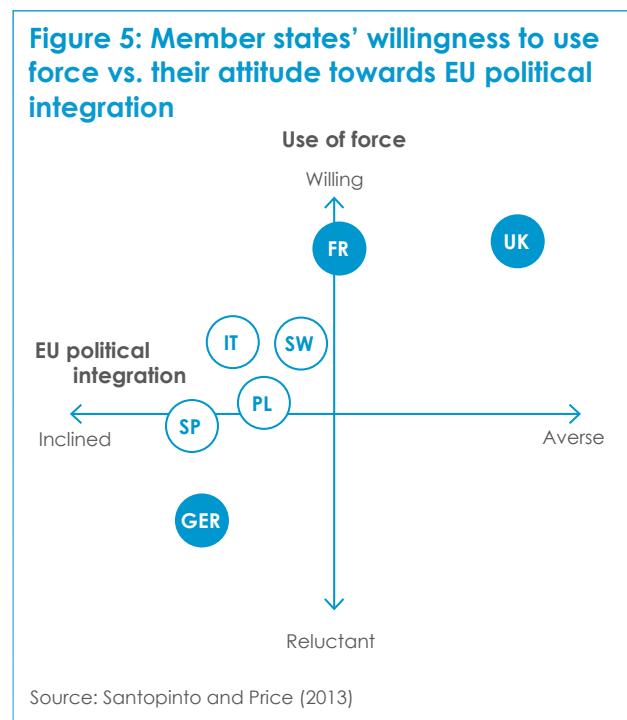 Figure 5: Member states’ willingness to use
force vs. their attitude towards EU political
integration
Use of force
Willing
FR
UK
IT
SW
EU political
integration
PL
SP
Inclined
Averse
GER
Reluctant
Source: Santopinto and Price (2013)